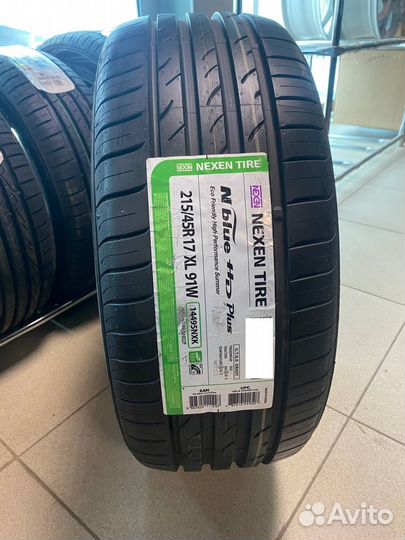 NEXEN TIRE
215/45R17 XL 91W
14495NXK
NEXEN NEXEN TIRE
N blue HD Plus
Eco Friendly High Performance Summer
EAN
UPC
Avito